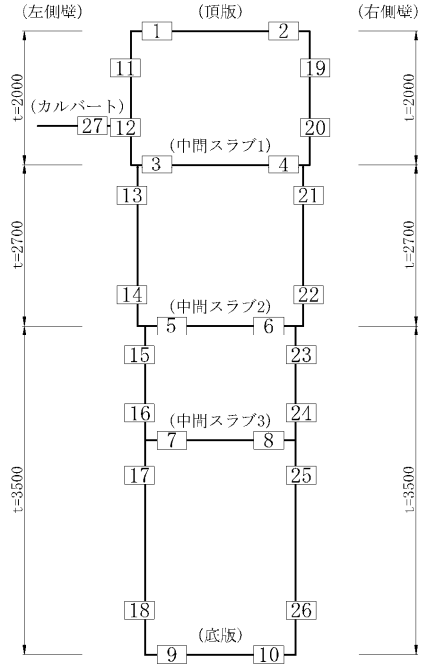 (左側壁) (頂版) (右側壁)
1 2
11 19
t=2000 t=2000
(カルバート)
27 12 20
(中間スラブ1)
3 4
13 21
t=2700 t=2700
14 22
(中間スラブ2)
5 6
15 23
16 24
(中間スラブ3)
7 8
17 25
t=3500 t=3500
18 26
(底版)
9 10